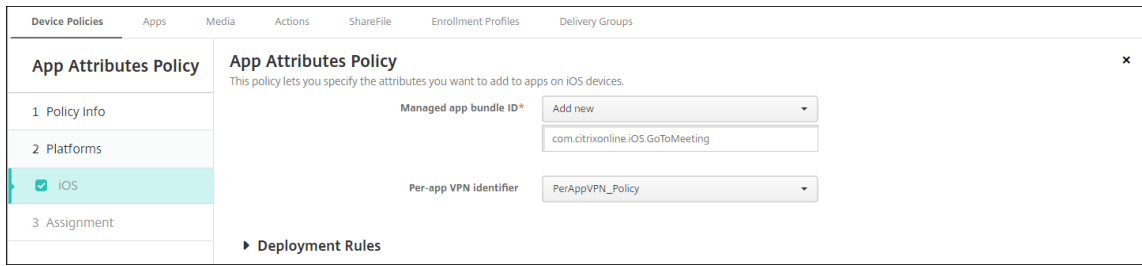 Device Policies Apps Media Actions ShareFile Enrollment Profiles Delivery Groups
App Attributes Policy
1 Policy Info
2 Platforms
iOS
3 Assignment
App Attributes Policy
This policy lets you specify the attributes you want to add to apps on iOS devices.
Managed app bundle ID* Add new
com.citrixonline.iOS.GoToMeeting
Per-app VPN identifier PerAppVPN_Policy
Deployment Rules